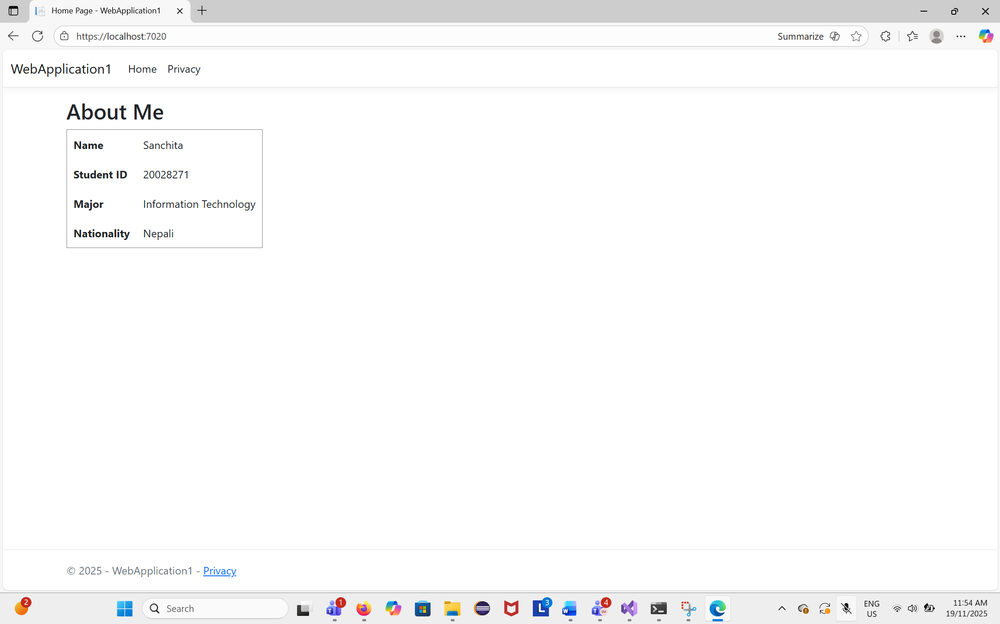 Home Page - WebApplication1
https://localhost:7020
Summarize
WebApplication1 Home Privacy
About Me
Name Sanchita
Student ID 20028271
Major Information Technology
Nationality Nepali
© 2025 - WebApplication1 - Privacy
2
Search
1
T
L
3
W
T
SM
4
ENG
US
11:54 AM
19/11/2025